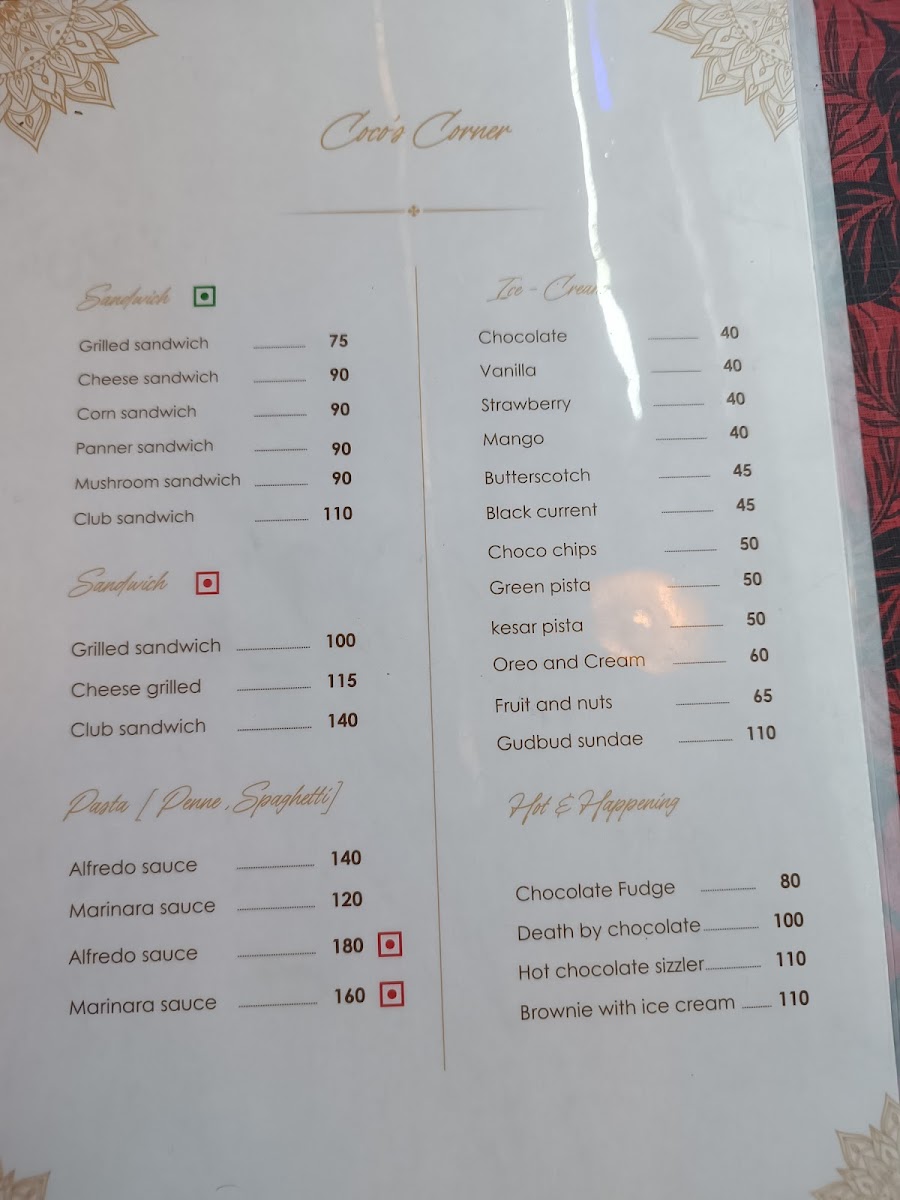 Coco's Corner
Sandwich
Grilled sandwich 75
Cheese sandwich 90
Corn sandwich 90
Panner sandwich 90
Mushroom sandwich 90
Club sandwich 110
Sandwich
Grilled sandwich 100
Cheese grilled 115
Club sandwich 140
Pasta [ Penne , Spaghetti]
Alfredo sauce 140
Marinara sauce 120
Alfredo sauce 180
Marinara sauce 160
Ice - Cream
Chocolate 40
Vanilla 40
Strawberry 40
Mango 40
Butterscotch 45
Black current 45
Choco chips 50
Green pista 50
kesar pista 50
Oreo and Cream 60
Fruit and nuts 65
Gudbud sundae 110
Hot & Happening
Chocolate Fudge 80
Death by chocolate 100
Hot chocolate sizzler 110
Brownie with ice cream 110